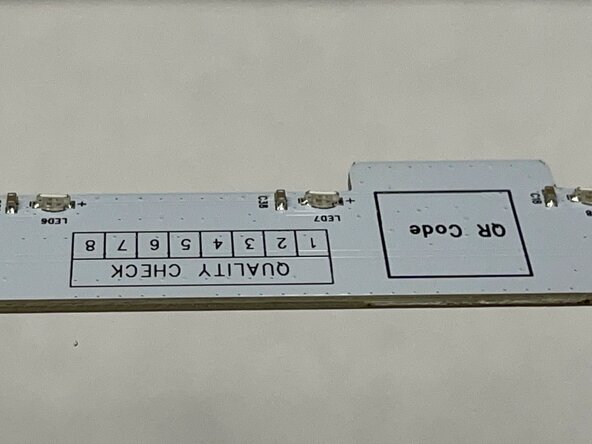 QUALITY CHECK
1 2 3 4 5 6 7 8
QR Code
LED6
LED7
+
+